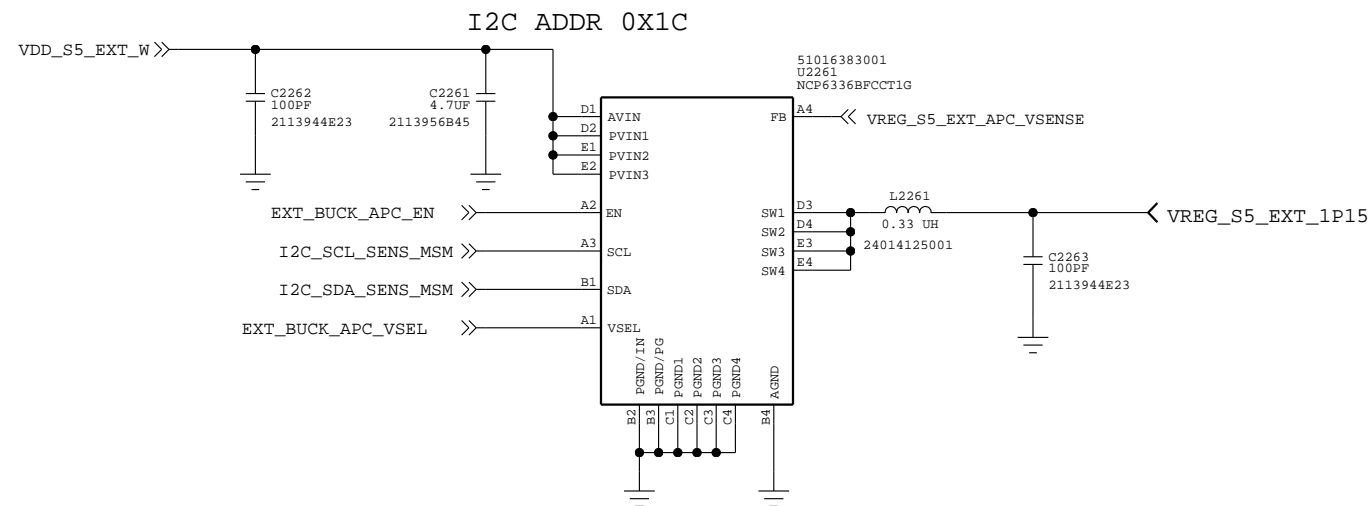 I2C ADDR 0X1C
VDD_S5_EXT_W
C2262
100PF
2113944E23
C2261
4.7UF
2113956B45
51016383001
U2261
NCP6336BFCCT1G
D1
AVIN
D2
PVIN1
E1
PVIN2
E2
PVIN3
A4
FB
VREG_S5_EXT_APC_VSENSE
EXT_BUCK_APC_EN
A2
EN
I2C_SCL_SENS_MSM
A3
SCL
I2C_SDA_SENS_MSM
B1
SDA
EXT_BUCK_APC_VSEL
A1
VSEL
D3
SW1
D4
SW2
E3
SW3
E4
SW4
L2261
0.33 UH
24014125001
VREG_S5_EXT_1P15
C2263
100PF
2113944E23
PGND/IN
PGND/PG
PGND1
PGND2
PGND3
PGND4
AGND
B2
B3
C1
C2
C3
C4
B4